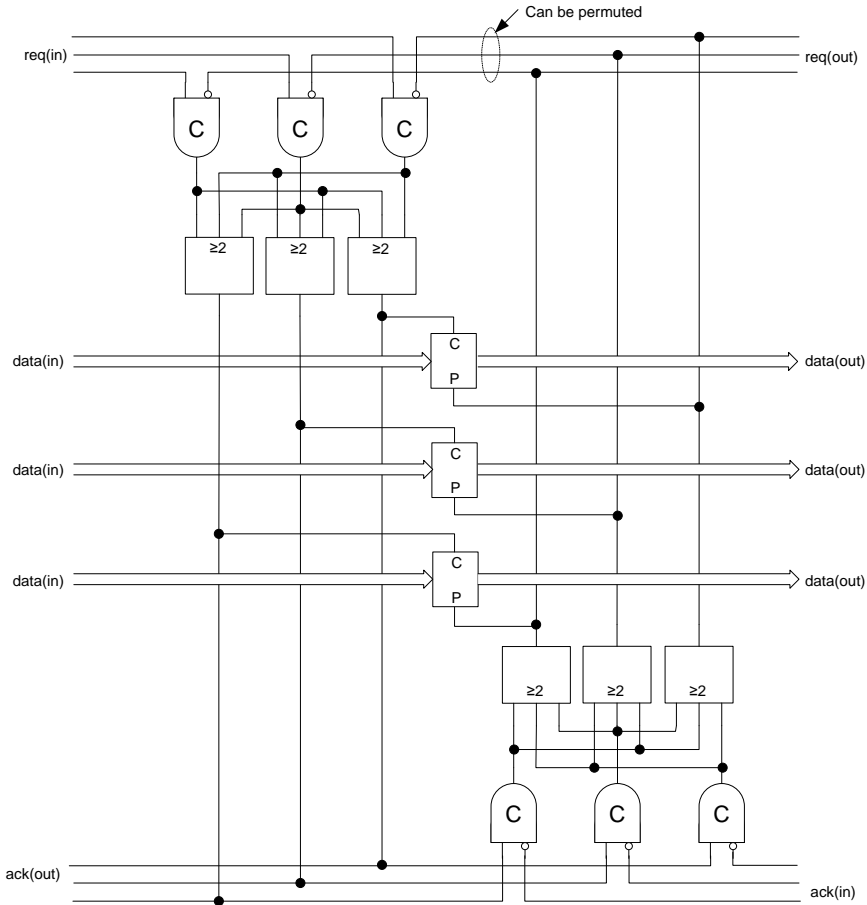 Can be permuted
req(in)
req(out)
C
C
C
≥2
≥2
≥2
data(in)
C
P
data(out)
data(in)
C
P
data(out)
data(in)
C
P
data(out)
≥2
≥2
≥2
C
C
C
ack(out)
ack(in)